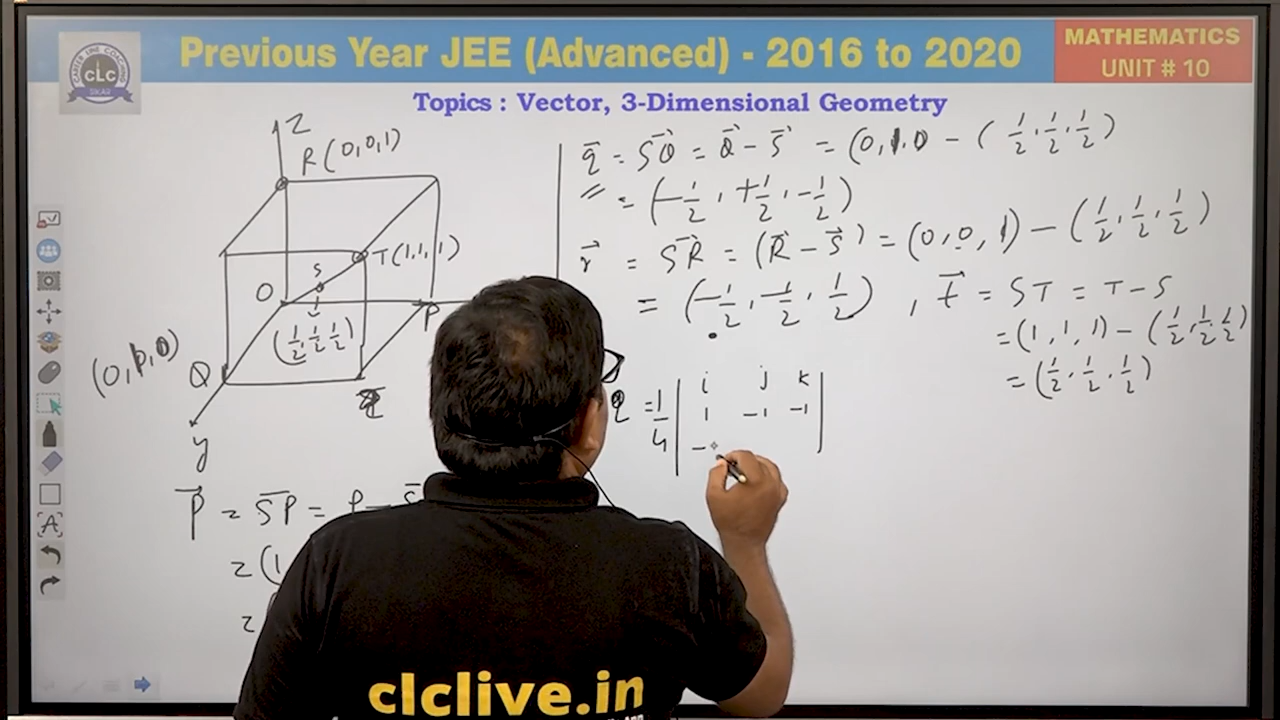 Previous Year JEE (Advanced) - 2016 to 2020
MATHEMATICS
UNIT # 10
CAREER LINE COACHING
CLC
SIKAR
Topics : Vector, 3-Dimensional Geometry
Z
R (0,0,1)
T(1,1,1)
S
O
P
(1/2, 1/2, 1/2)
(0,1,0)
Q
y
P⃗ = SP = P - S
= (1
=
q⃗ = SQ⃗ = Q⃗ - S⃗ = (0,1,0 - (1/2, 1/2, 1/2)
= (-1/2, +1/2, -1/2)
r⃗ = SR⃗ = (R⃗ - S⃗) = (0,0,1) - (1/2, 1/2, 1/2)
= (-1/2, -1/2, 1/2) , t⃗ = ST = T - S
= (1,1,1) - (1/2, 1/2, 1/2)
= (1/2, 1/2, 1/2)
i j k
q = 1/4 | 1 -1 -1 |
-
[A]
clclive.in